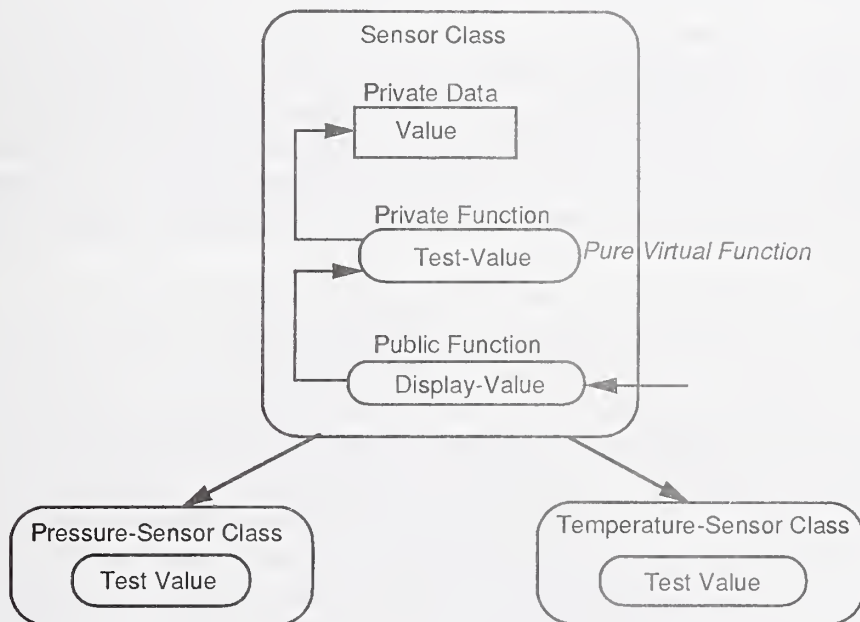 Sensor Class
Private Data
Value
Private Function
Test-Value
Pure Virtual Function
Public Function
Display-Value
Pressure-Sensor Class
Test Value
Temperature-Sensor Class
Test Value